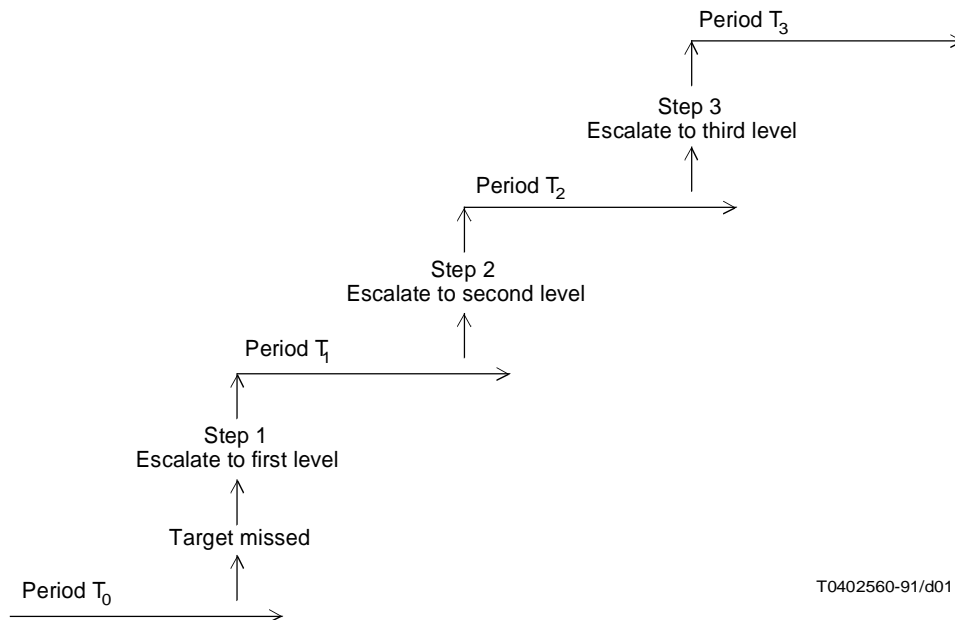 Period T3
Step 3
Escalate to third level
Period T2
Step 2
Escalate to second level
Period T1
Step 1
Escalate to first level
Target missed
Period T0
T0402560-91/d01